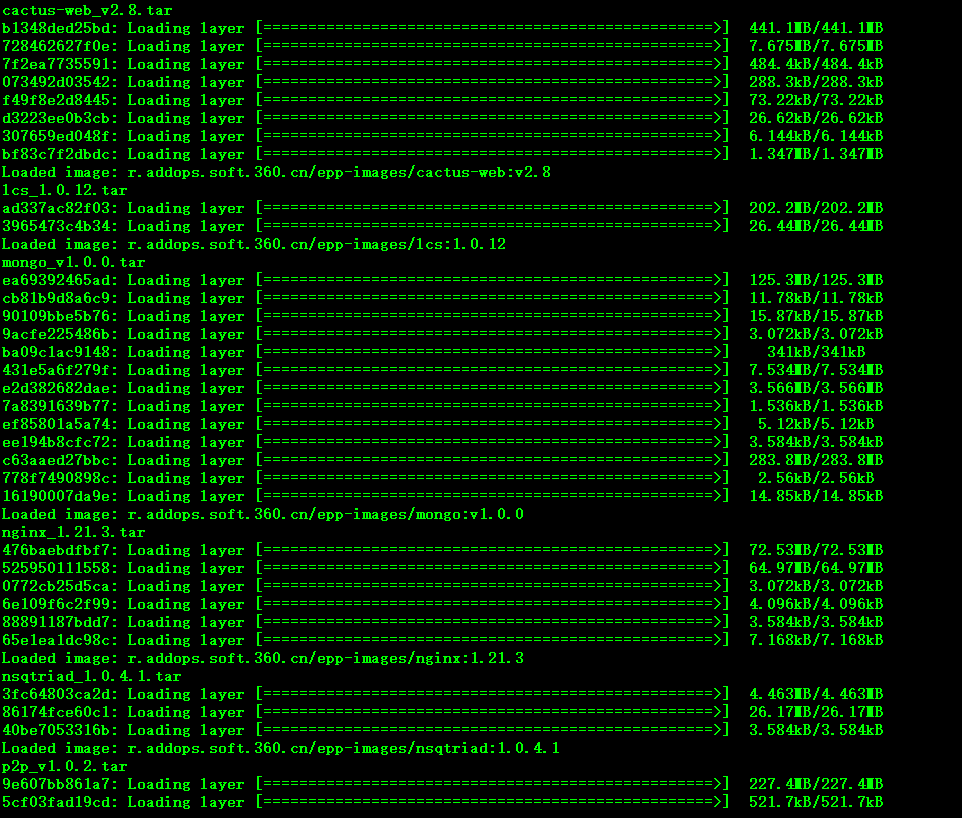 cactus-web_v2.8.tar
b1348ded25bd: Loading layer [==================================================>]  441.1MB/441.1MB
728462627f0e: Loading layer [==================================================>]  7.675MB/7.675MB
7f2ea7735591: Loading layer [==================================================>]  484.4kB/484.4kB
073492d03542: Loading layer [==================================================>]  288.3kB/288.3kB
f49f8e2d8445: Loading layer [==================================================>]  73.22kB/73.22kB
d3223ee0b3cb: Loading layer [==================================================>]  26.62kB/26.62kB
307659ed048f: Loading layer [==================================================>]  6.144kB/6.144kB
bf83c7f2dbdc: Loading layer [==================================================>]  1.347MB/1.347MB
Loaded image: r.addops.soft.360.cn/epp-images/cactus-web:v2.8
lcs_1.0.12.tar
ad337ac82f03: Loading layer [==================================================>]  202.2MB/202.2MB
3965473c4b34: Loading layer [==================================================>]  26.44MB/26.44MB
Loaded image: r.addops.soft.360.cn/epp-images/lcs:1.0.12
mongo_v1.0.0.tar
ea69392465ad: Loading layer [==================================================>]  125.3MB/125.3MB
cb81b9d8a6c9: Loading layer [==================================================>]  11.78kB/11.78kB
90109bbe5b76: Loading layer [==================================================>]  15.87kB/15.87kB
9acfe225486b: Loading layer [==================================================>]  3.072kB/3.072kB
ba09c1ac9148: Loading layer [==================================================>]    341kB/341kB
431e5a6f279f: Loading layer [==================================================>]  7.534MB/7.534MB
e2d382682dae: Loading layer [==================================================>]  3.566MB/3.566MB
7a8391639b77: Loading layer [==================================================>]  1.536kB/1.536kB
ef85801a5a74: Loading layer [==================================================>]   5.12kB/5.12kB
ee194b8cfc72: Loading layer [==================================================>]  3.584kB/3.584kB
c63aaed27bbc: Loading layer [==================================================>]  283.8MB/283.8MB
778f7490898c: Loading layer [==================================================>]   2.56kB/2.56kB
16190007da9e: Loading layer [==================================================>]  14.85kB/14.85kB
Loaded image: r.addops.soft.360.cn/epp-images/mongo:v1.0.0
nginx_1.21.3.tar
476baebdfbf7: Loading layer [==================================================>]  72.53MB/72.53MB
525950111558: Loading layer [==================================================>]  64.97MB/64.97MB
0772cb25d5ca: Loading layer [==================================================>]  3.072kB/3.072kB
6e109f6c2f99: Loading layer [==================================================>]  4.096kB/4.096kB
88891187bdd7: Loading layer [==================================================>]  3.584kB/3.584kB
65e1ea1dc98c: Loading layer [==================================================>]  7.168kB/7.168kB
Loaded image: r.addops.soft.360.cn/epp-images/nginx:1.21.3
nsqtriad_1.0.4.1.tar
3fc64803ca2d: Loading layer [==================================================>]  4.463MB/4.463MB
86174fce60c1: Loading layer [==================================================>]  26.17MB/26.17MB
40be7053316b: Loading layer [==================================================>]  3.584kB/3.584kB
Loaded image: r.addops.soft.360.cn/epp-images/nsqtriad:1.0.4.1
p2p_v1.0.2.tar
9e607bb861a7: Loading layer [==================================================>]  227.4MB/227.4MB
5cf03fad19cd: Loading layer [==================================================>]  521.7kB/521.7kB